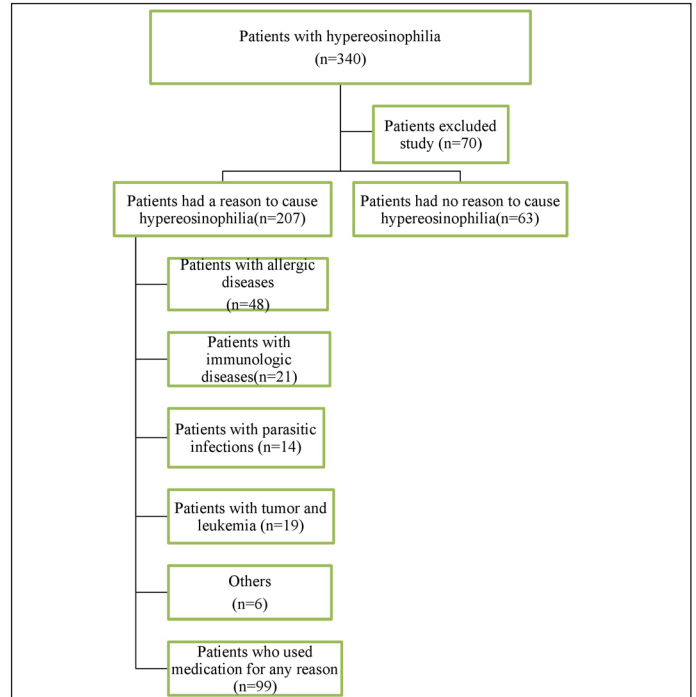 Patients with hypereosinophilia
(n=340)
Patients excluded
study (n=70)
Patients had a reason to cause
hypereosinophilia(n=207)
Patients had no reason to cause
hypereosinophilia(n=63)
Patients with allergic
diseases
(n=48)
Patients with
immunologic
diseases(n=21)
Patients with parasitic
infections (n=14)
Patients with tumor and
leukemia (n=19)
Others
(n=6)
Patients who used
medication for any reason
(n=99)